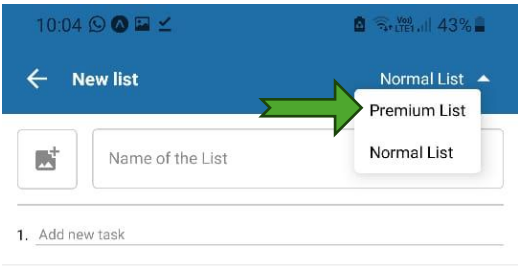 10:04 43%
New list Normal List
Premium List
Name of the List
Normal List
1. Add new task